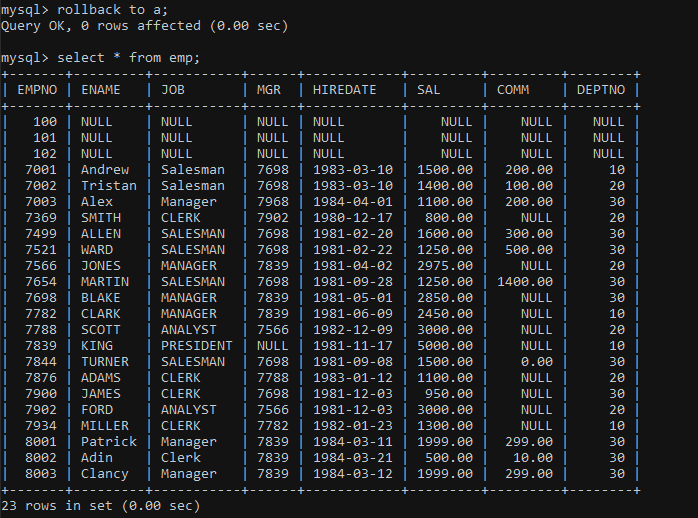 mysql> rollback to a;
Query OK, 0 rows affected (0.00 sec)
mysql> select * from emp;
+-------+---------+-----------+------+------------+---------+---------+--------+
| EMPNO | ENAME   | JOB       | MGR  | HIREDATE   | SAL     | COMM    | DEPTNO |
+-------+---------+-----------+------+------------+---------+---------+--------+
|   100 | NULL    | NULL      | NULL | NULL       |    NULL |    NULL |   NULL |
|   101 | NULL    | NULL      | NULL | NULL       |    NULL |    NULL |   NULL |
|   102 | NULL    | NULL      | NULL | NULL       |    NULL |    NULL |   NULL |
|  7001 | Andrew  | Salesman  | 7698 | 1983-03-10 | 1500.00 |  200.00 |     10 |
|  7002 | Tristan | Salesman  | 7698 | 1983-03-10 | 1400.00 |  100.00 |     20 |
|  7003 | Alex    | Manager   | 7968 | 1984-04-01 | 1100.00 |  200.00 |     30 |
|  7369 | SMITH   | CLERK     | 7902 | 1980-12-17 |  800.00 |    NULL |     20 |
|  7499 | ALLEN   | SALESMAN  | 7698 | 1981-02-20 | 1600.00 |  300.00 |     30 |
|  7521 | WARD    | SALESMAN  | 7698 | 1981-02-22 | 1250.00 |  500.00 |     30 |
|  7566 | JONES   | MANAGER   | 7839 | 1981-04-02 | 2975.00 |    NULL |     20 |
|  7654 | MARTIN  | SALESMAN  | 7698 | 1981-09-28 | 1250.00 | 1400.00 |     30 |
|  7698 | BLAKE   | MANAGER   | 7839 | 1981-05-01 | 2850.00 |    NULL |     30 |
|  7782 | CLARK   | MANAGER   | 7839 | 1981-06-09 | 2450.00 |    NULL |     10 |
|  7788 | SCOTT   | ANALYST   | 7566 | 1982-12-09 | 3000.00 |    NULL |     20 |
|  7839 | KING    | PRESIDENT | NULL | 1981-11-17 | 5000.00 |    NULL |     10 |
|  7844 | TURNER  | SALESMAN  | 7698 | 1981-09-08 | 1500.00 |    0.00 |     30 |
|  7876 | ADAMS   | CLERK     | 7788 | 1983-01-12 | 1100.00 |    NULL |     20 |
|  7900 | JAMES   | CLERK     | 7698 | 1981-12-03 |  950.00 |    NULL |     30 |
|  7902 | FORD    | ANALYST   | 7566 | 1981-12-03 | 3000.00 |    NULL |     20 |
|  7934 | MILLER  | CLERK     | 7782 | 1982-01-23 | 1300.00 |    NULL |     10 |
|  8001 | Patrick | Manager   | 7839 | 1984-03-11 | 1999.00 |  299.00 |     30 |
|  8002 | Adin    | Clerk     | 7839 | 1984-03-21 |  500.00 |   10.00 |     30 |
|  8003 | Clancy  | Manager   | 7839 | 1984-03-12 | 1999.00 |  299.00 |     30 |
+-------+---------+-----------+------+------------+---------+---------+--------+
23 rows in set (0.00 sec)